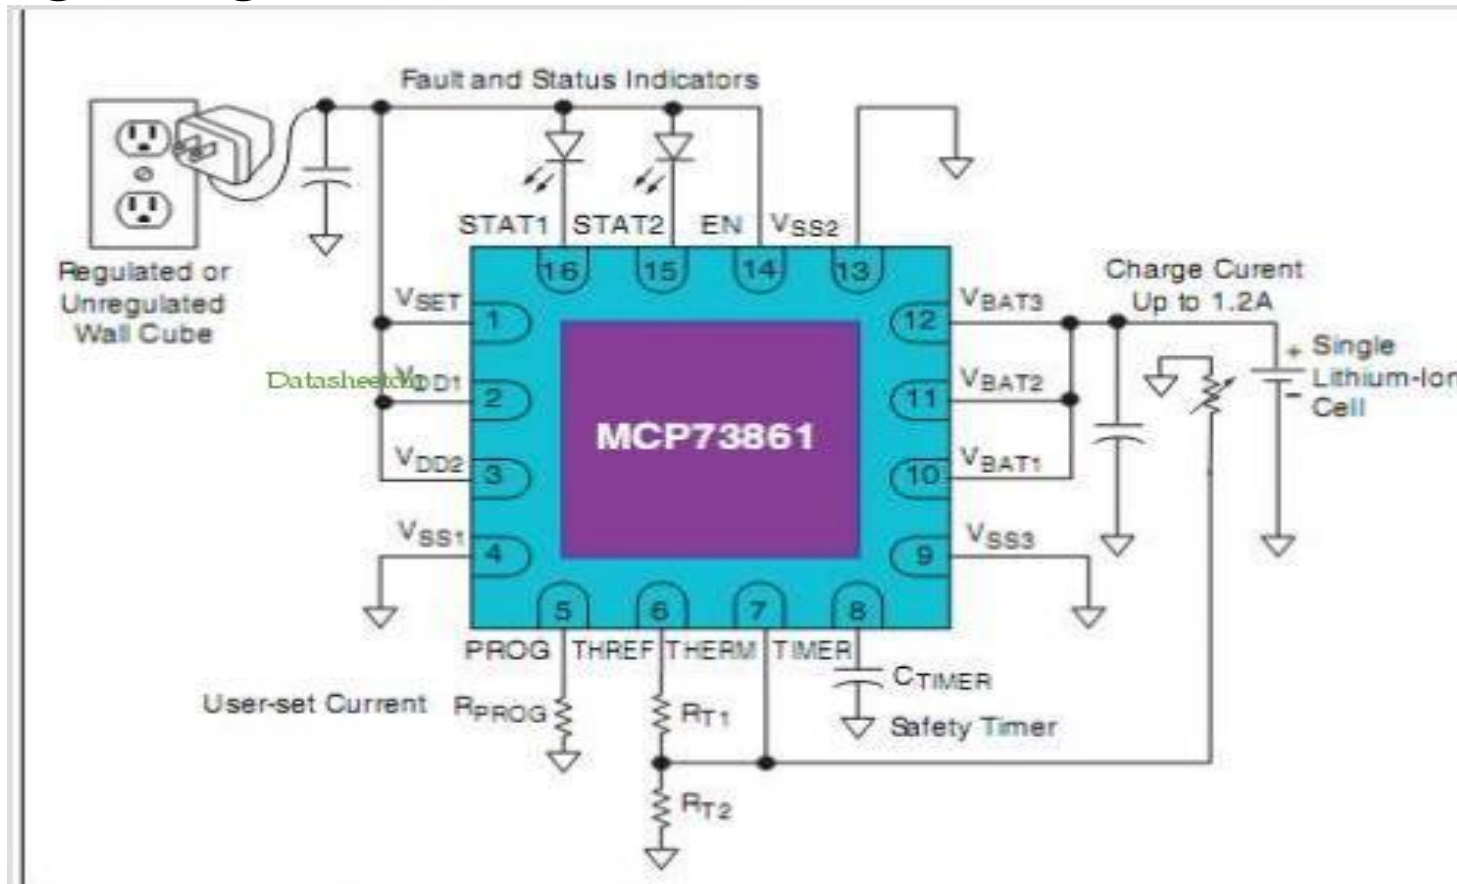 Fault and Status Indicators
STAT1 STAT2 EN VSS2
16 15 14 13
Regulated or
Unregulated
Wall Cube
VSET 1
Datasheet
VDD1 2
VDD2 3
VSS1 4
MCP73861
12 VBAT3
11 VBAT2
10 VBAT1
9 VSS3
Charge Curent
Up to 1.2A
+ Single
Lithium-Ion
- Cell
5 6 7 8
PROG THREF THERM TIMER
CTIMER
User-set Current RPROG
RT1
Safety Timer
RT2